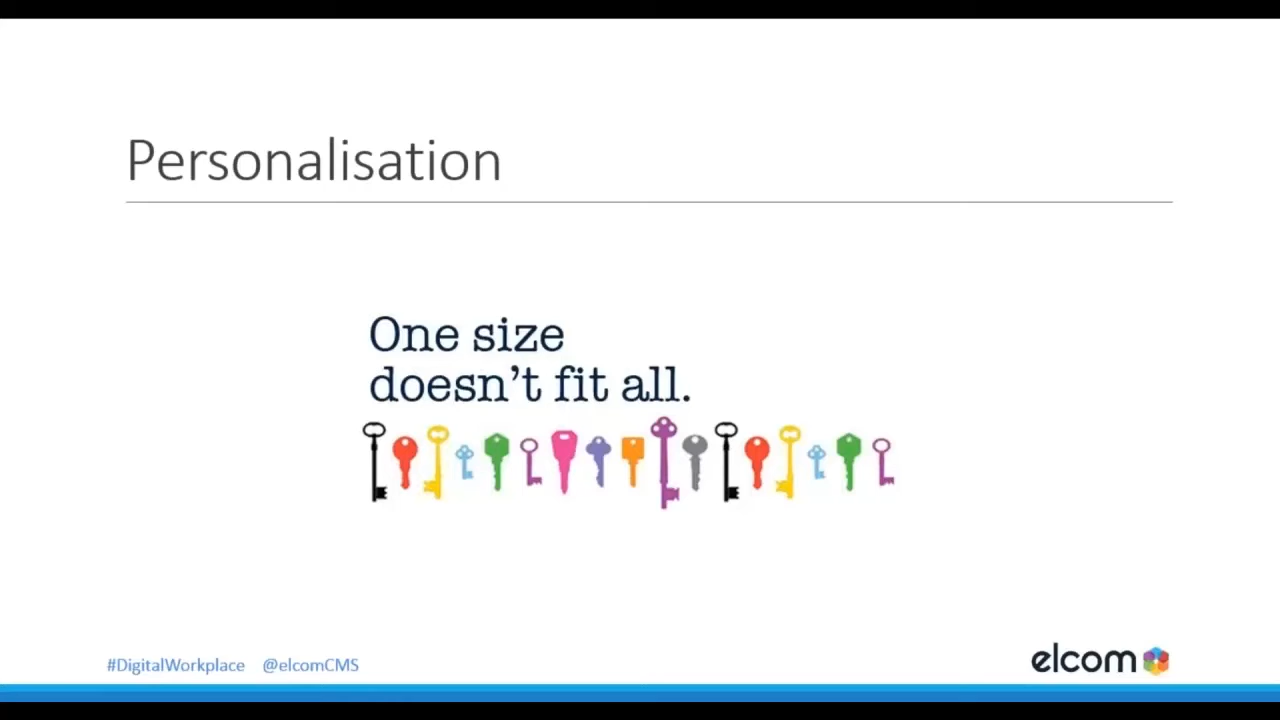 Personalisation
One size
doesn't fit all.
#DigitalWorkplace @elcomCMS
elcom